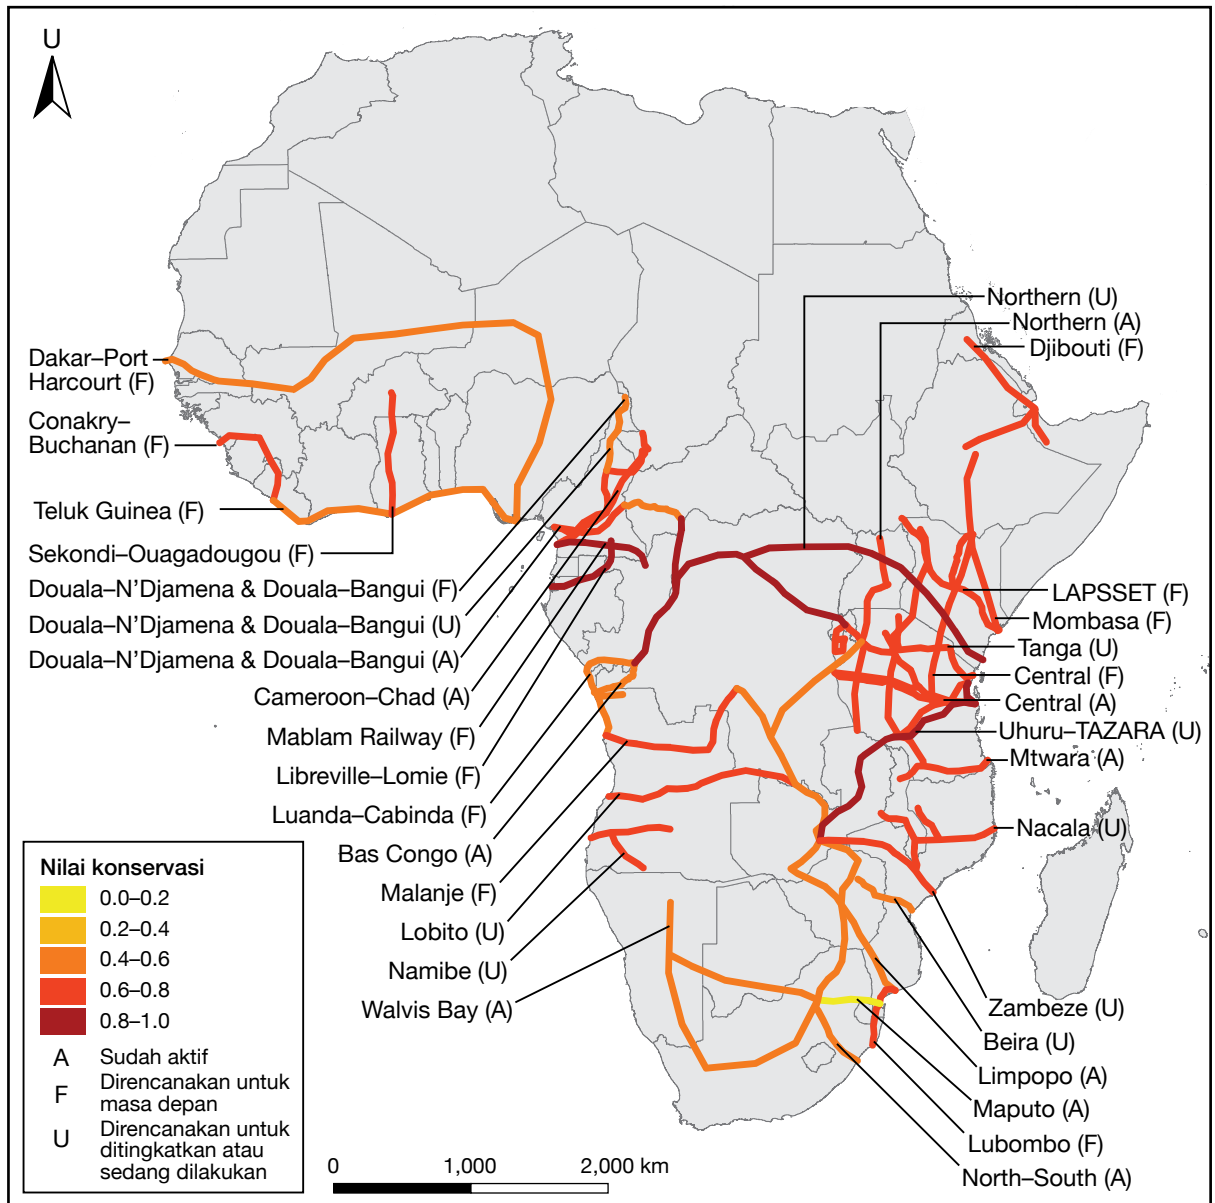 U
Northern (U)
Northern (A)
Djibouti (F)
Dakar–Port
Harcourt (F)
Conakry–
Buchanan (F)
Teluk Guinea (F)
Sekondi–Ouagadougou (F)
Douala–N’Djamena & Douala–Bangui (F)
Douala–N’Djamena & Douala–Bangui (U)
Douala–N’Djamena & Douala–Bangui (A)
Cameroon–Chad (A)
Mablam Railway (F)
Libreville–Lomie (F)
Luanda–Cabinda (F)
Bas Congo (A)
Malanje (F)
Lobito (U)
Namibe (U)
Walvis Bay (A)
LAPSSET (F)
Mombasa (F)
Tanga (U)
Central (F)
Central (A)
Uhuru–TAZARA (U)
Mtwara (A)
Nacala (U)
Zambeze (U)
Beira (U)
Limpopo (A)
Maputo (A)
Lubombo (F)
North–South (A)
Nilai konservasi
0.0–0.2
0.2–0.4
0.4–0.6
0.6–0.8
0.8–1.0
A Sudah aktif
F Direncanakan untuk
masa depan
U Direncanakan untuk
ditingkatkan atau
sedang dilakukan
0 1,000 2,000 km